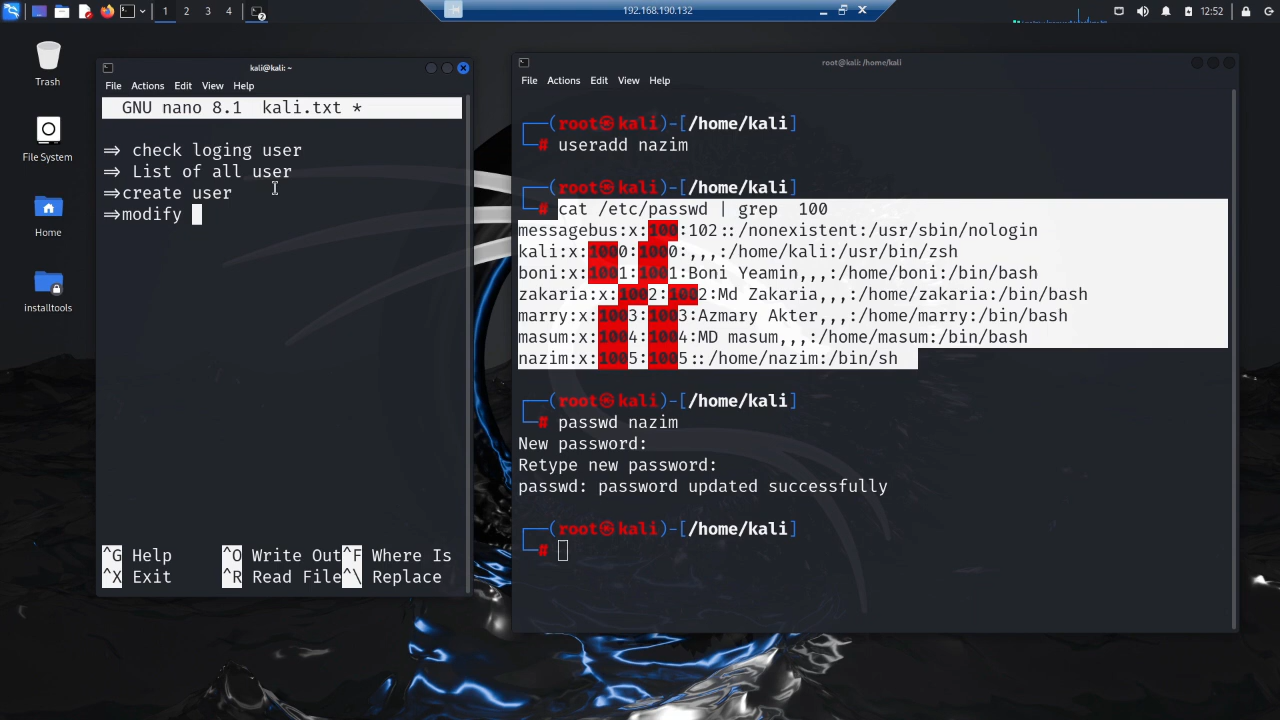 1 2 3 4
192.168.190.132
12:52
Trash
File System
Home
installtools
kali@kali: ~
File Actions Edit View Help
GNU nano 8.1 kali.txt *
=> check loging user
=> List of all user
=>create user
=>modify
^G Help ^O Write Out ^F Where Is
^X Exit ^R Read File ^\ Replace
root@kali: /home/kali
File Actions Edit View Help
┌──(root㉿kali)-[/home/kali]
└─# useradd nazim
┌──(root㉿kali)-[/home/kali]
└─# cat /etc/passwd | grep  100
messagebus:x:100:102::/nonexistent:/usr/sbin/nologin
kali:x:1000:1000:,,,:/home/kali:/usr/bin/zsh
boni:x:1001:1001:Boni Yeamin,,,:/home/boni:/bin/bash
zakaria:x:1002:1002:Md Zakaria,,,:/home/zakaria:/bin/bash
marry:x:1003:1003:Azmary Akter,,,:/home/marry:/bin/bash
masum:x:1004:1004:MD masum,,,:/home/masum:/bin/bash
nazim:x:1005:1005::/home/nazim:/bin/sh
┌──(root㉿kali)-[/home/kali]
└─# passwd nazim
New password:
Retype new password:
passwd: password updated successfully
┌──(root㉿kali)-[/home/kali]
└─#